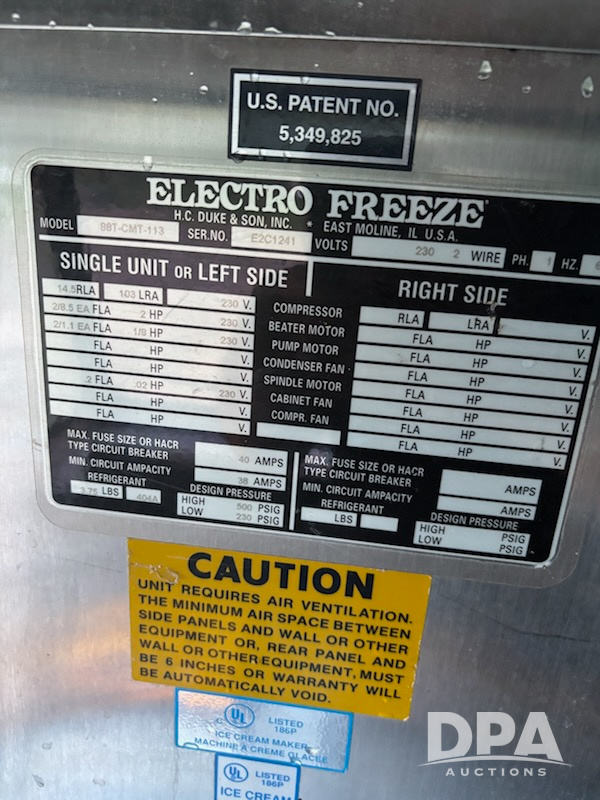 U.S. PATENT NO.
5,349,825
ELECTRO FREEZE
H.C. DUKE & SON, INC. EAST MOLINE, IL U.S.A.
MODEL 88T-CMT-113 SER.NO. E2C1241 VOLTS 230 2 WIRE PH. 1 HZ. 6
SINGLE UNIT OR LEFT SIDE
RIGHT SIDE
14.5 RLA 103 LRA 230 V. COMPRESSOR RLA LRA V.
2/8.5 EA FLA 2 HP 230 V. BEATER MOTOR FLA HP V.
2/1.1 EA FLA 1/8 HP 230 V. PUMP MOTOR FLA HP V.
FLA HP V. CONDENSER FAN FLA HP V.
FLA HP V. SPINDLE MOTOR FLA HP V.
.2 FLA .02 HP 230 V. CABINET FAN FLA HP V.
FLA HP V. COMPR. FAN FLA HP V.
FLA HP V.
FLA HP V.
MAX. FUSE SIZE OR HACR
TYPE CIRCUIT BREAKER 40 AMPS
MIN. CIRCUIT AMPACITY 38 AMPS
REFRIGERANT DESIGN PRESSURE
3.75 LBS 404A HIGH 500 PSIG
LOW 230 PSIG
MAX. FUSE SIZE OR HACR
TYPE CIRCUIT BREAKER AMPS
MIN. CIRCUIT AMPACITY AMPS
REFRIGERANT DESIGN PRESSURE
LBS HIGH PSIG
LOW PSIG
CAUTION
UNIT REQUIRES AIR VENTILATION.
THE MINIMUM AIR SPACE BETWEEN
SIDE PANELS AND WALL OR OTHER
EQUIPMENT OR, REAR PANEL AND
WALL OR OTHER EQUIPMENT, MUST
BE 6 INCHES OR WARRANTY WILL
BE AUTOMATICALLY VOID.
C UL LISTED
186P
ICE CREAM MAKER
MACHINE A CREME GLACEE
UL LISTED
186P
ICE CREAM
DPA
AUCTIONS